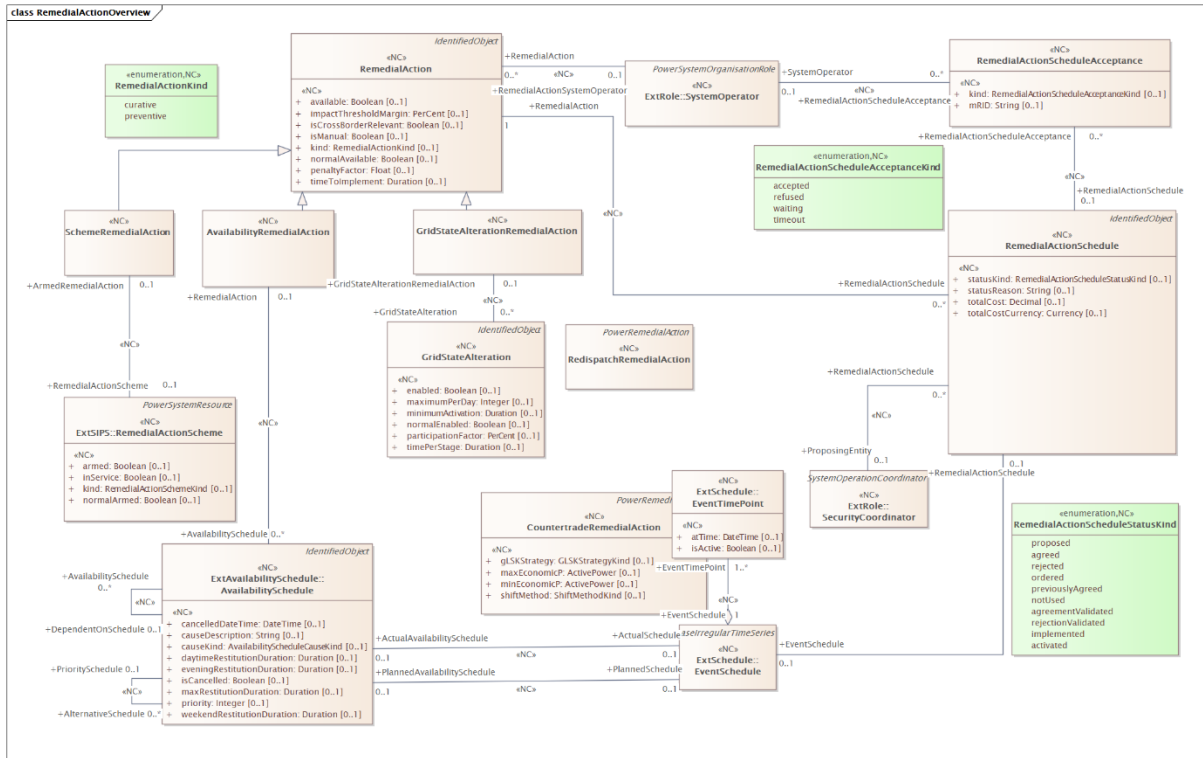 class RemedialActionOverview
IdentifiedObject
«NC»
RemedialAction
«NC»
+ available: Boolean [0..1]
+ impactThresholdMargin: PerCent [0..1]
+ isCrossBorderRelevant: Boolean [0..1]
+ isManual: Boolean [0..1]
+ kind: RemedialActionKind [0..1]
+ normalAvailable: Boolean [0..1]
+ penaltyFactor: Float [0..1]
+ timeToImplement: Duration [0..1]
«enumeration,NC»
RemedialActionKind
curative
preventive
+RemedialAction
0..*
«NC»
0..1
+RemedialActionSystemOperator
+RemedialAction
1
PowerSystemOrganisationRole
«NC»
ExtRole::SystemOperator
+SystemOperator
0..*
0..1
«NC»
+RemedialActionScheduleAcceptance
«NC»
RemedialActionScheduleAcceptance
«NC»
+ kind: RemedialActionScheduleAcceptanceKind [0..1]
+ mRID: String [0..1]
+RemedialActionScheduleAcceptance
0..*
«NC»
+RemedialActionSchedule
0..1
«enumeration,NC»
RemedialActionScheduleAcceptanceKind
accepted
refused
waiting
timeout
«NC»
SchemeRemedialAction
«NC»
AvailabilityRemedialAction
«NC»
GridStateAlterationRemedialAction
«NC»
IdentifiedObject
«NC»
RemedialActionSchedule
«NC»
+ statusKind: RemedialActionScheduleStatusKind [0..1]
+ statusReason: String [0..1]
+ totalCost: Decimal [0..1]
+ totalCostCurrency: Currency [0..1]
+ArmedRemedialAction
0..1
+RemedialAction
0..1
+GridStateAlterationRemedialAction
0..1
«NC»
+GridStateAlteration
0..*
+RemedialActionSchedule
0..*
IdentifiedObject
«NC»
GridStateAlteration
«NC»
+ enabled: Boolean [0..1]
+ maximumPerDay: Integer [0..1]
+ minimumActivation: Duration [0..1]
+ normalEnabled: Boolean [0..1]
+ participationFactor: PerCent [0..1]
+ timePerStage: Duration [0..1]
PowerRemedialAction
«NC»
RedispatchRemedialAction
«NC»
+RemedialActionScheme
0..1
PowerSystemResource
«NC»
ExtSIPS::RemedialActionScheme
«NC»
+ armed: Boolean [0..1]
+ inService: Boolean [0..1]
+ kind: RemedialActionSchemeKind [0..1]
+ normalArmed: Boolean [0..1]
«NC»
+RemedialActionSchedule
0..*
«NC»
+ProposingEntity
0..1
+RemedialActionSchedule
0..1
SystemOperationCoordinator
«NC»
ExtRole::
SecurityCoordinator
PowerRemedi
«NC»
CountertradeRemedialAction
«NC»
+ gLSKStrategy: GLSKStrategyKind [0..1]
+ maxEconomicP: ActivePower [0..1]
+ minEconomicP: ActivePower [0..1]
+ shiftMethod: ShiftMethodKind [0..1]
«NC»
ExtSchedule::
EventTimePoint
«NC»
+ atTime: DateTime [0..1]
+ isActive: Boolean [0..1]
+EventTimePoint
1..*
«NC»
+EventSchedule
1
«enumeration,NC»
RemedialActionScheduleStatusKind
proposed
agreed
rejected
ordered
previouslyAgreed
notUsed
agreementValidated
rejectionValidated
implemented
activated
+AvailabilitySchedule
0..*
IdentifiedObject
«NC»
ExtAvailabilitySchedule::
AvailabilitySchedule
«NC»
+ cancelledDateTime: DateTime [0..1]
+ causeDescription: String [0..1]
+ causeKind: AvailabilityScheduleCauseKind [0..1]
+ daytimeRestitutionDuration: Duration [0..1]
+ eveningRestitutionDuration: Duration [0..1]
+ isCancelled: Boolean [0..1]
+ maxRestitutionDuration: Duration [0..1]
+ priority: Integer [0..1]
+ weekendRestitutionDuration: Duration [0..1]
+AvailabilitySchedule
0..*
«NC»
+DependentOnSchedule 0..1
+PrioritySchedule 0..1
«NC»
+AlternativeSchedule 0..*
+ActualAvailabilitySchedule
0..1
«NC»
+ActualSchedule
0..1
+PlannedAvailabilitySchedule
0..1
«NC»
+PlannedSchedule
0..1
aseIrregularTimeSeries
«NC»
ExtSchedule::
EventSchedule
+EventSchedule
0..1
«NC»